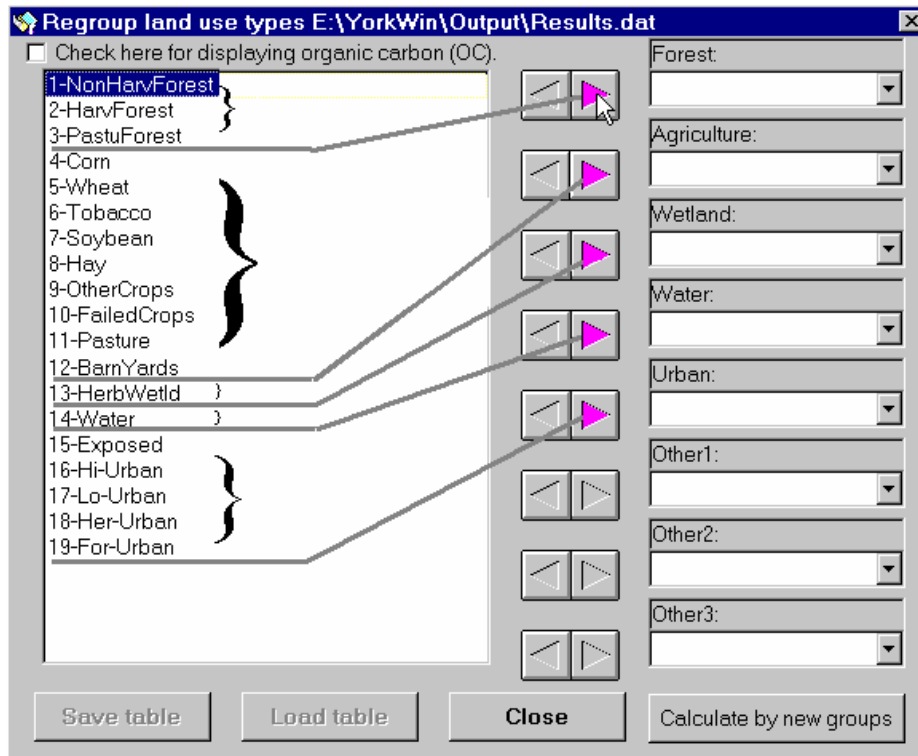 Regroup land use types E:\YorkWin\Output\Results.dat
Check here for displaying organic carbon (OC).
1-NonHarvForest
2-HarvForest
3-PastuForest
4-Corn
5-Wheat
6-Tobacco
7-Soybean
8-Hay
9-OtherCrops
10-FailedCrops
11-Pasture
12-BarnYards
13-HerbWetld }
14-Water }
15-Exposed
16-Hi-Urban
17-Lo-Urban
18-Her-Urban
19-For-Urban
Forest:
Agriculture:
Wetland:
Water:
Urban:
Other1:
Other2:
Other3:
Save table
Load table
Close
Calculate by new groups